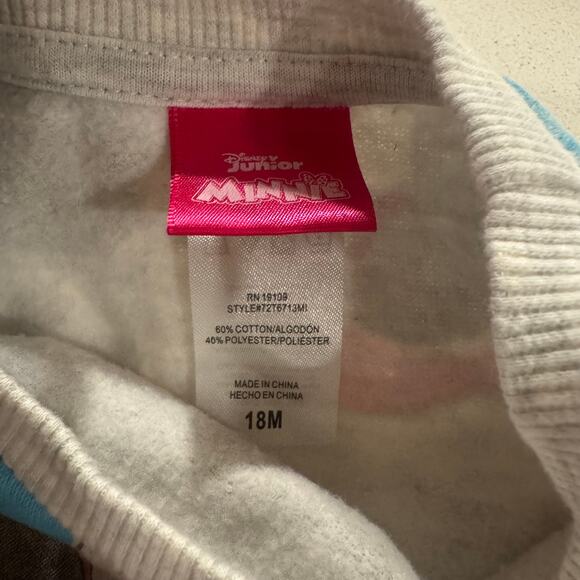 Disney
Junior
MINNIE
RN 19109
STYLE#72T6713MI
60% COTTON/ALGODÓN
40% POLYESTER/POLIÉSTER
MADE IN CHINA
HECHO EN CHINA
18M